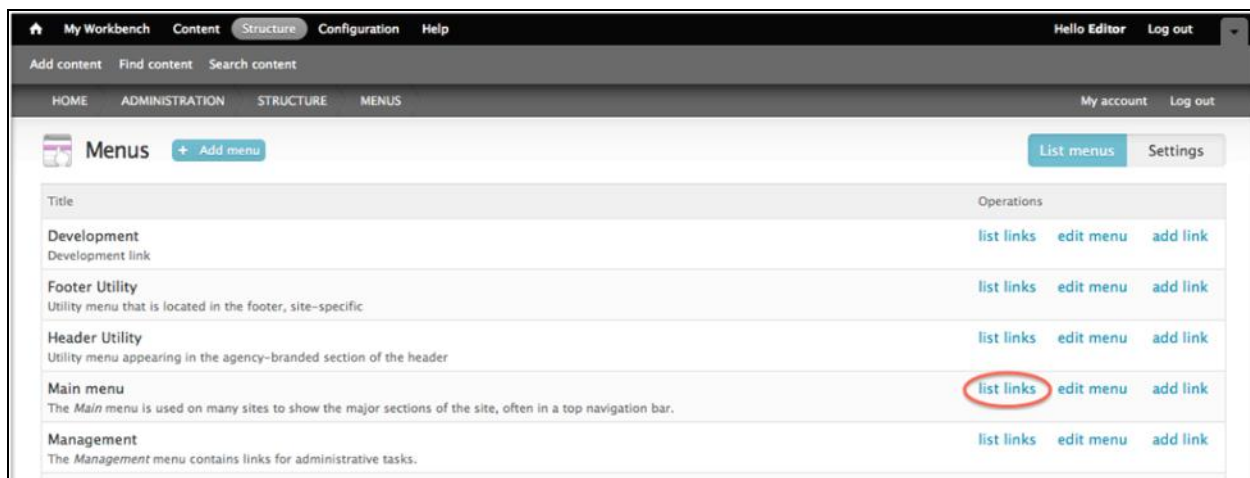 My Workbench Content Structure Configuration Help Hello Editor Log out
Add content Find content Search content
HOME ADMINISTRATION STRUCTURE MENUS My account Log out
Menus + Add menu List menus Settings
Title Operations
Development list links edit menu add link
Development link
Footer Utility list links edit menu add link
Utility menu that is located in the footer, site-specific
Header Utility list links edit menu add link
Utility menu appearing in the agency-branded section of the header
Main menu list links edit menu add link
The Main menu is used on many sites to show the major sections of the site, often in a top navigation bar.
Management list links edit menu add link
The Management menu contains links for administrative tasks.